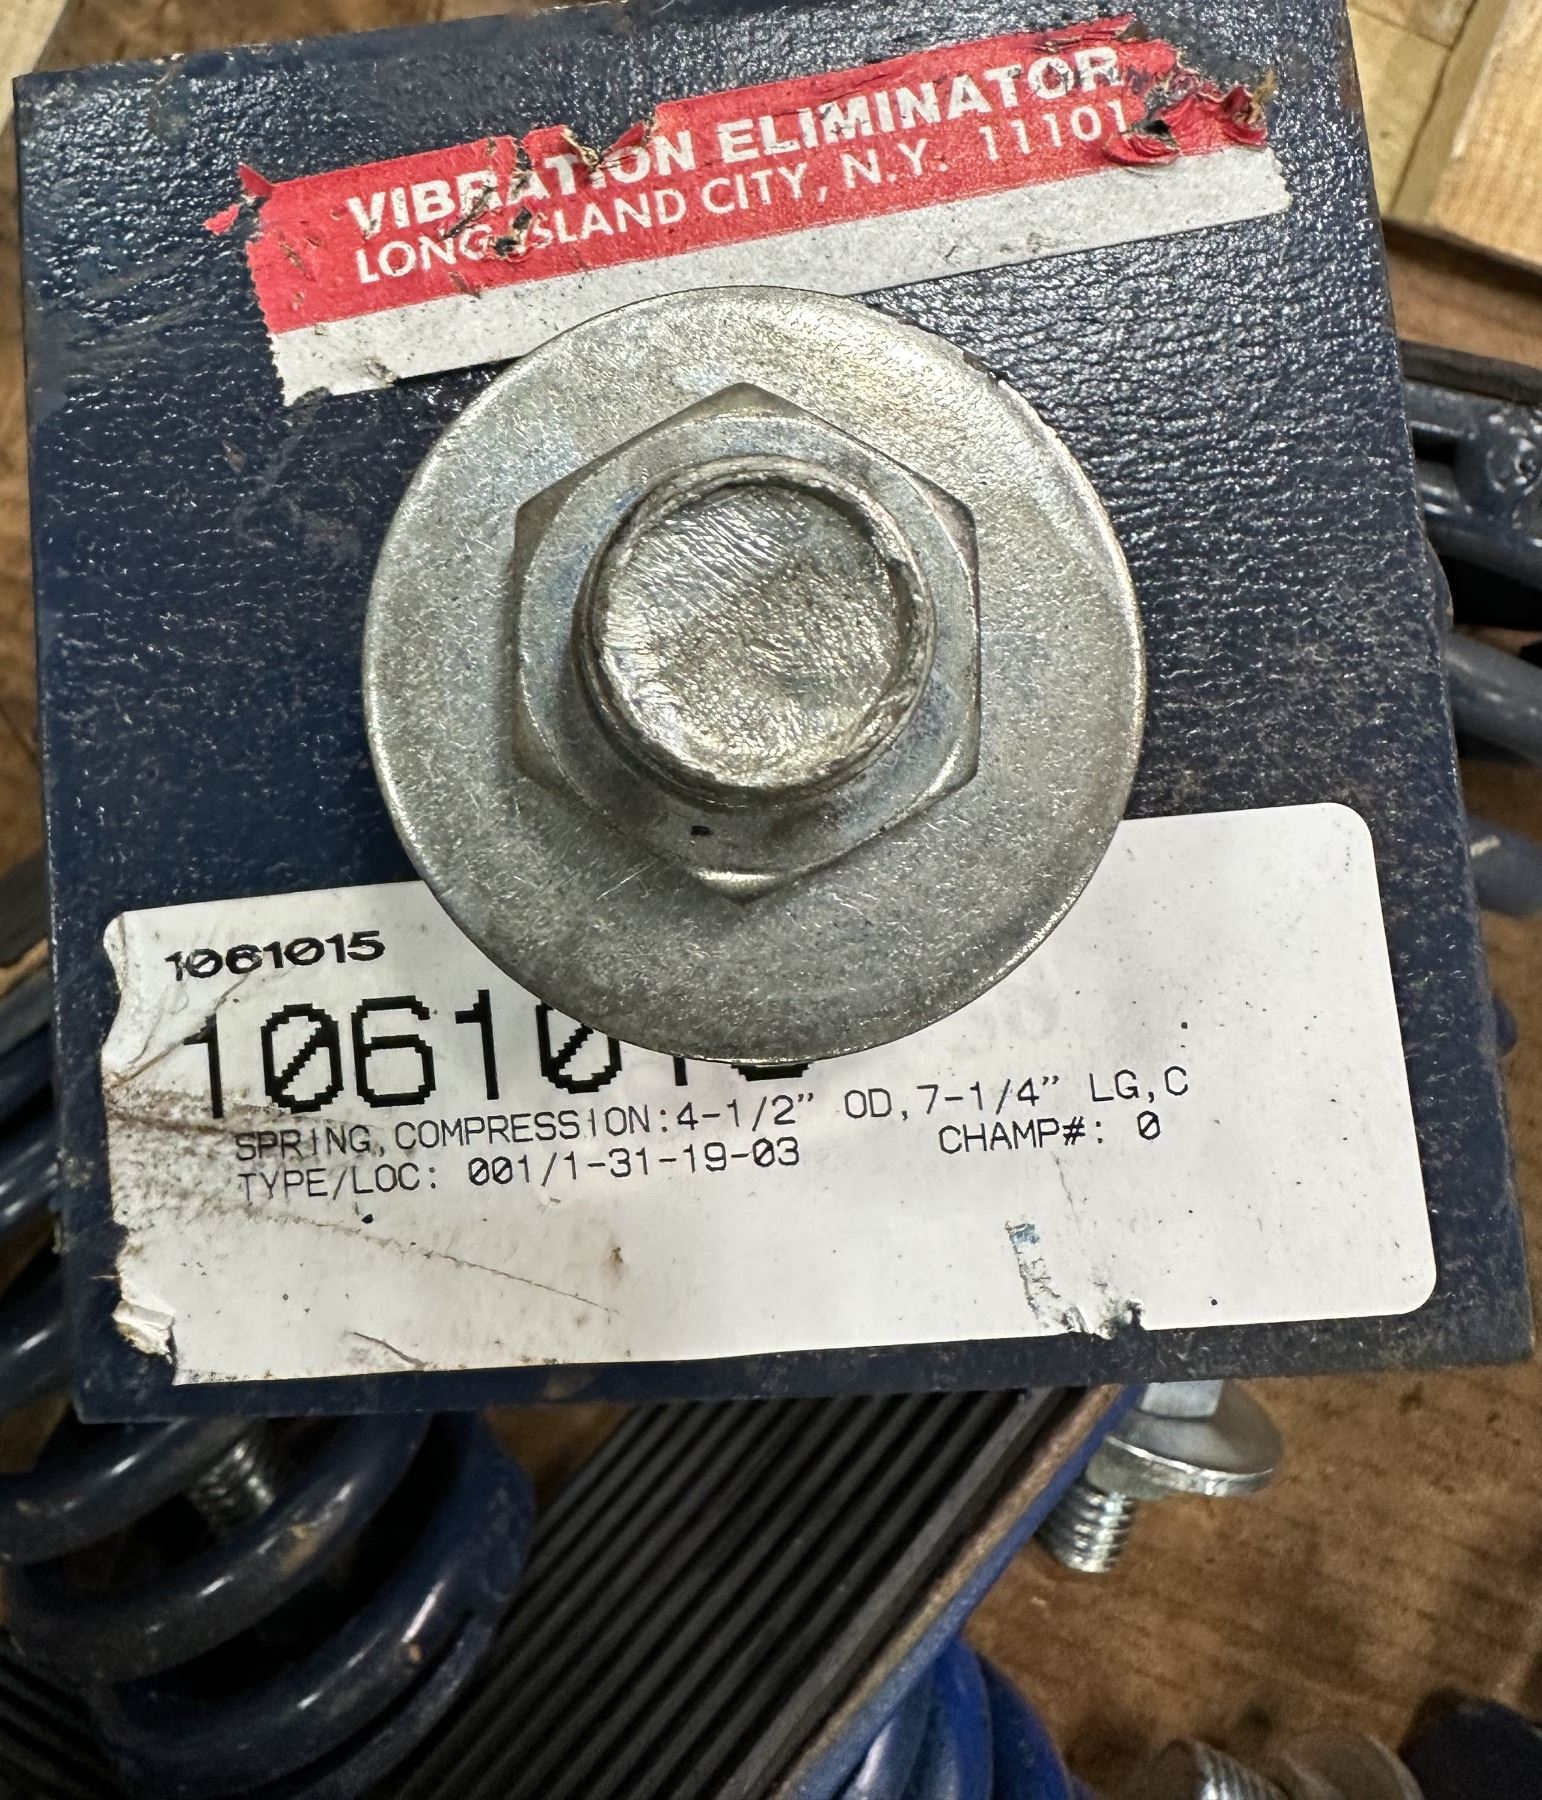 VIBRATION ELIMINATOR
LONG ISLAND CITY, N.Y. 11101
1061015
1061015
SPRING,COMPRESSION:4-1/2" OD,7-1/4" LG,C
TYPE/LOC: 001/1-31-19-03 CHAMP#: 0